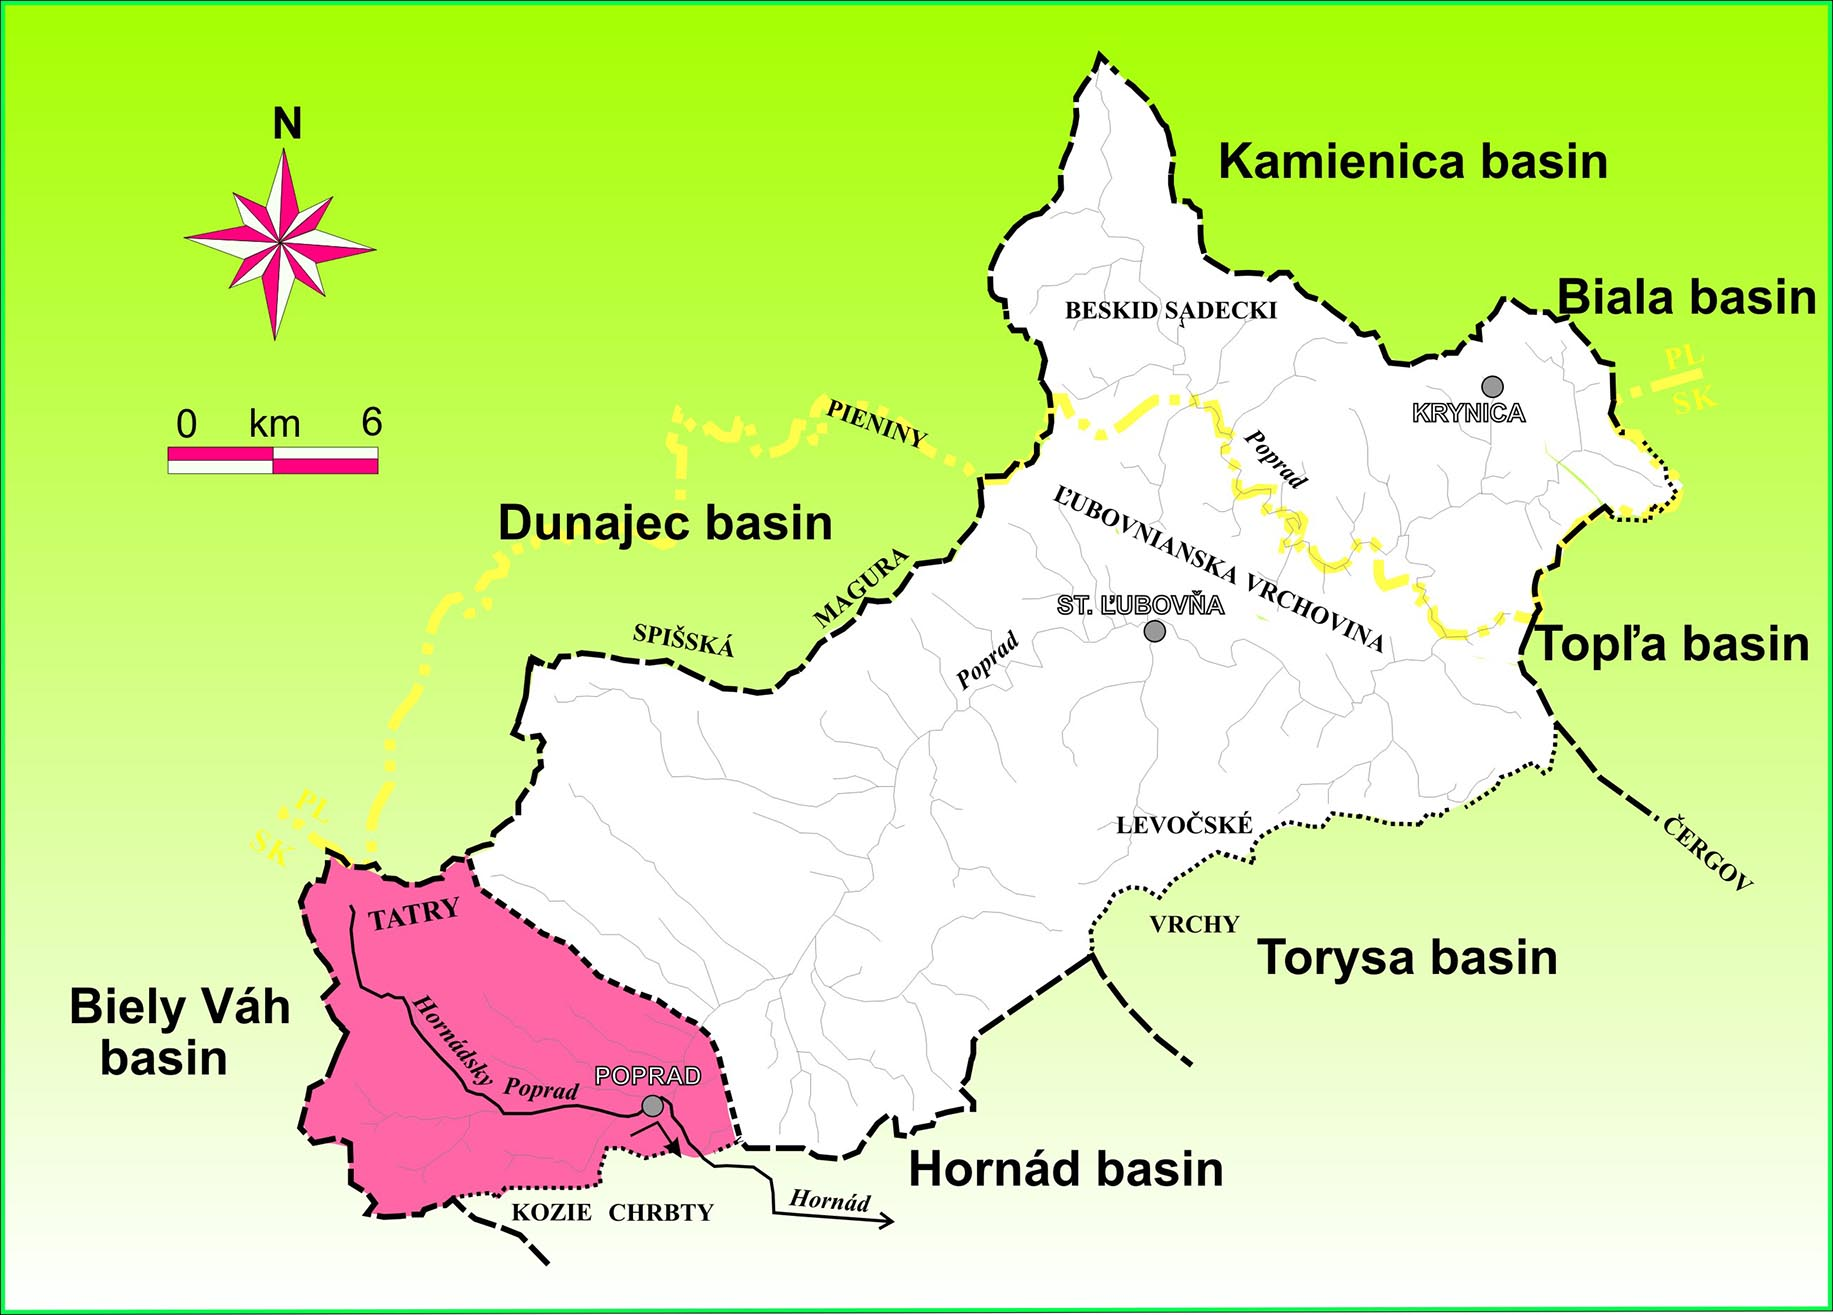 N
0 km 6
Kamienica basin
Biala basin
BESKID SĄDECKI
PL
SK
KRYNICA
PIENINY
Poprad
Dunajec basin
ĽUBOVNIANSKA VRCHOVINA
MAGURA
SPIŠSKÁ
ST. ĽUBOVŇA
Poprad
Topľa basin
PL
SK
LEVOČSKÉ
ČERGOV
TATRY
VRCHY
Torysa basin
Biely Váh
basin
Hornádsky
Poprad
POPRAD
Hornád basin
KOZIE CHRBTY
Hornád